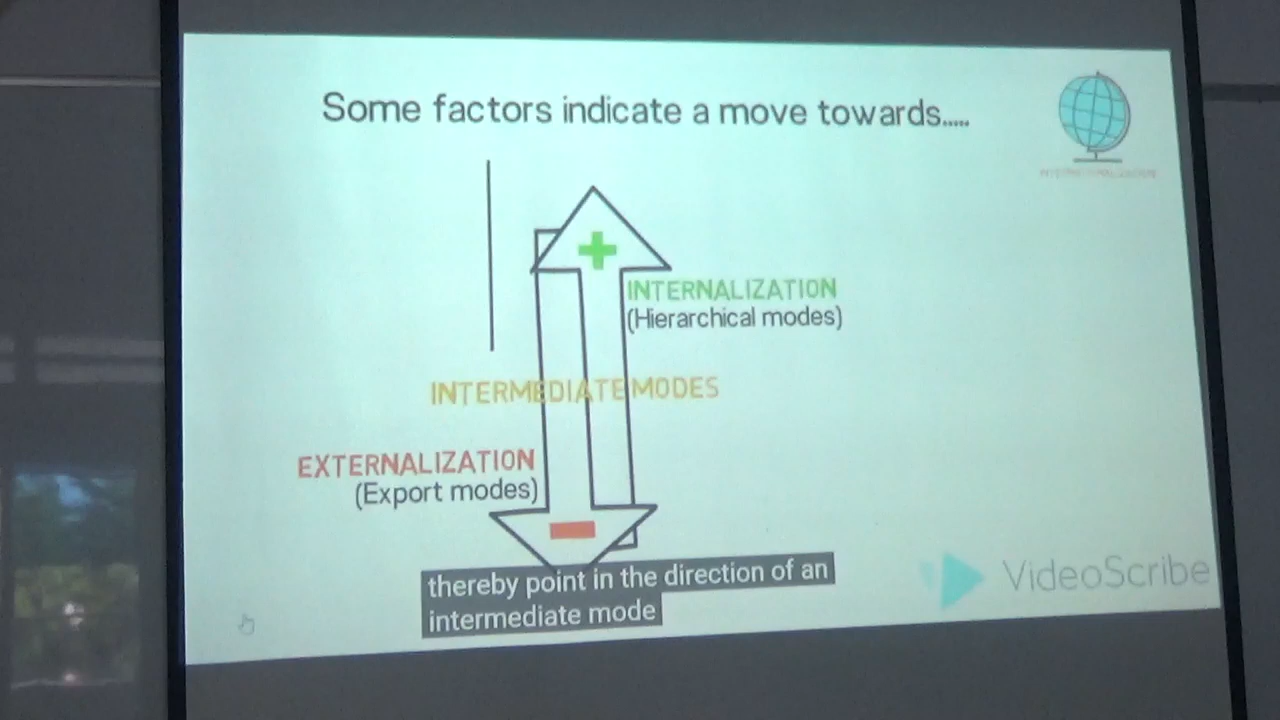 Some factors indicate a move towards.....
INTERNALIZATION
(Hierarchical modes)
INTERMEDIATE MODES
EXTERNALIZATION
(Export modes)
thereby point in the direction of an
intermediate mode
VideoScribe